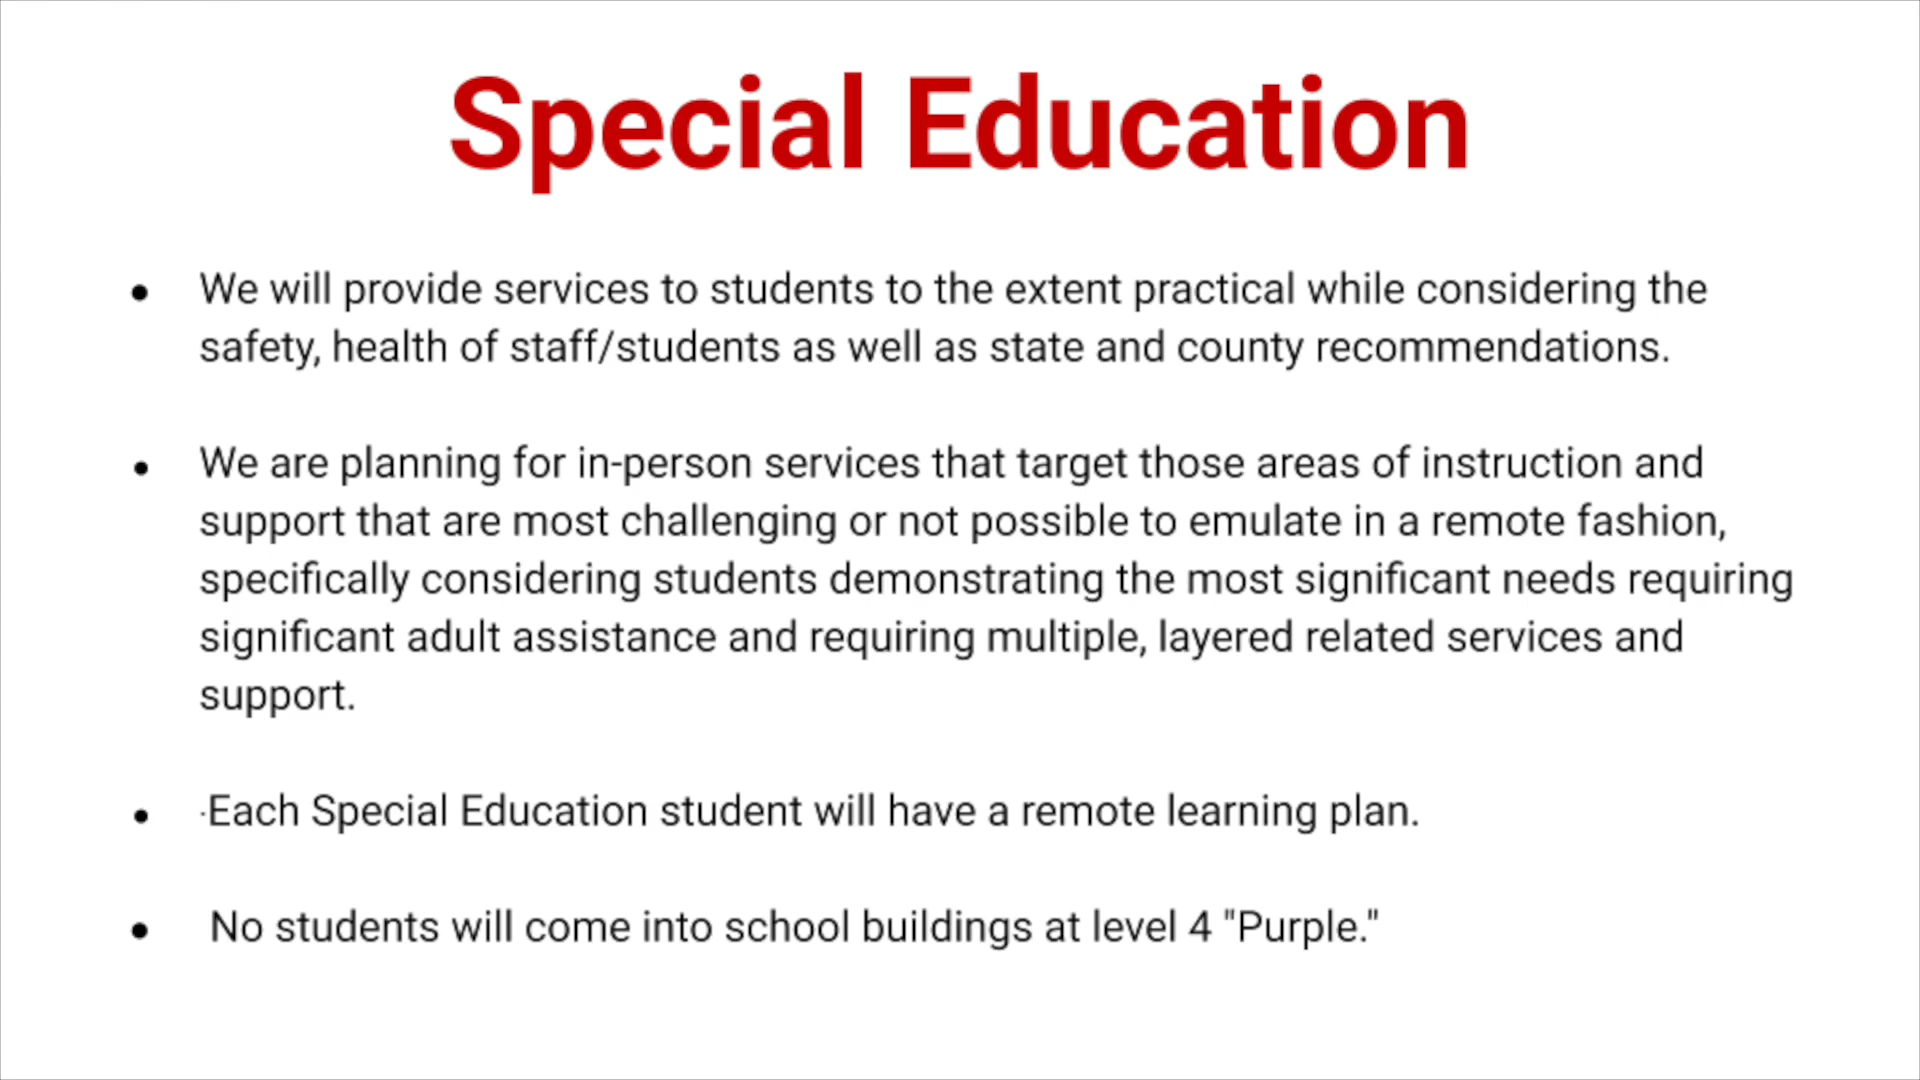 Special Education
• We will provide services to students to the extent practical while considering the
safety, health of staff/students as well as state and county recommendations.
• We are planning for in-person services that target those areas of instruction and
support that are most challenging or not possible to emulate in a remote fashion,
specifically considering students demonstrating the most significant needs requiring
significant adult assistance and requiring multiple, layered related services and
support.
• ·Each Special Education student will have a remote learning plan.
• No students will come into school buildings at level 4 "Purple."